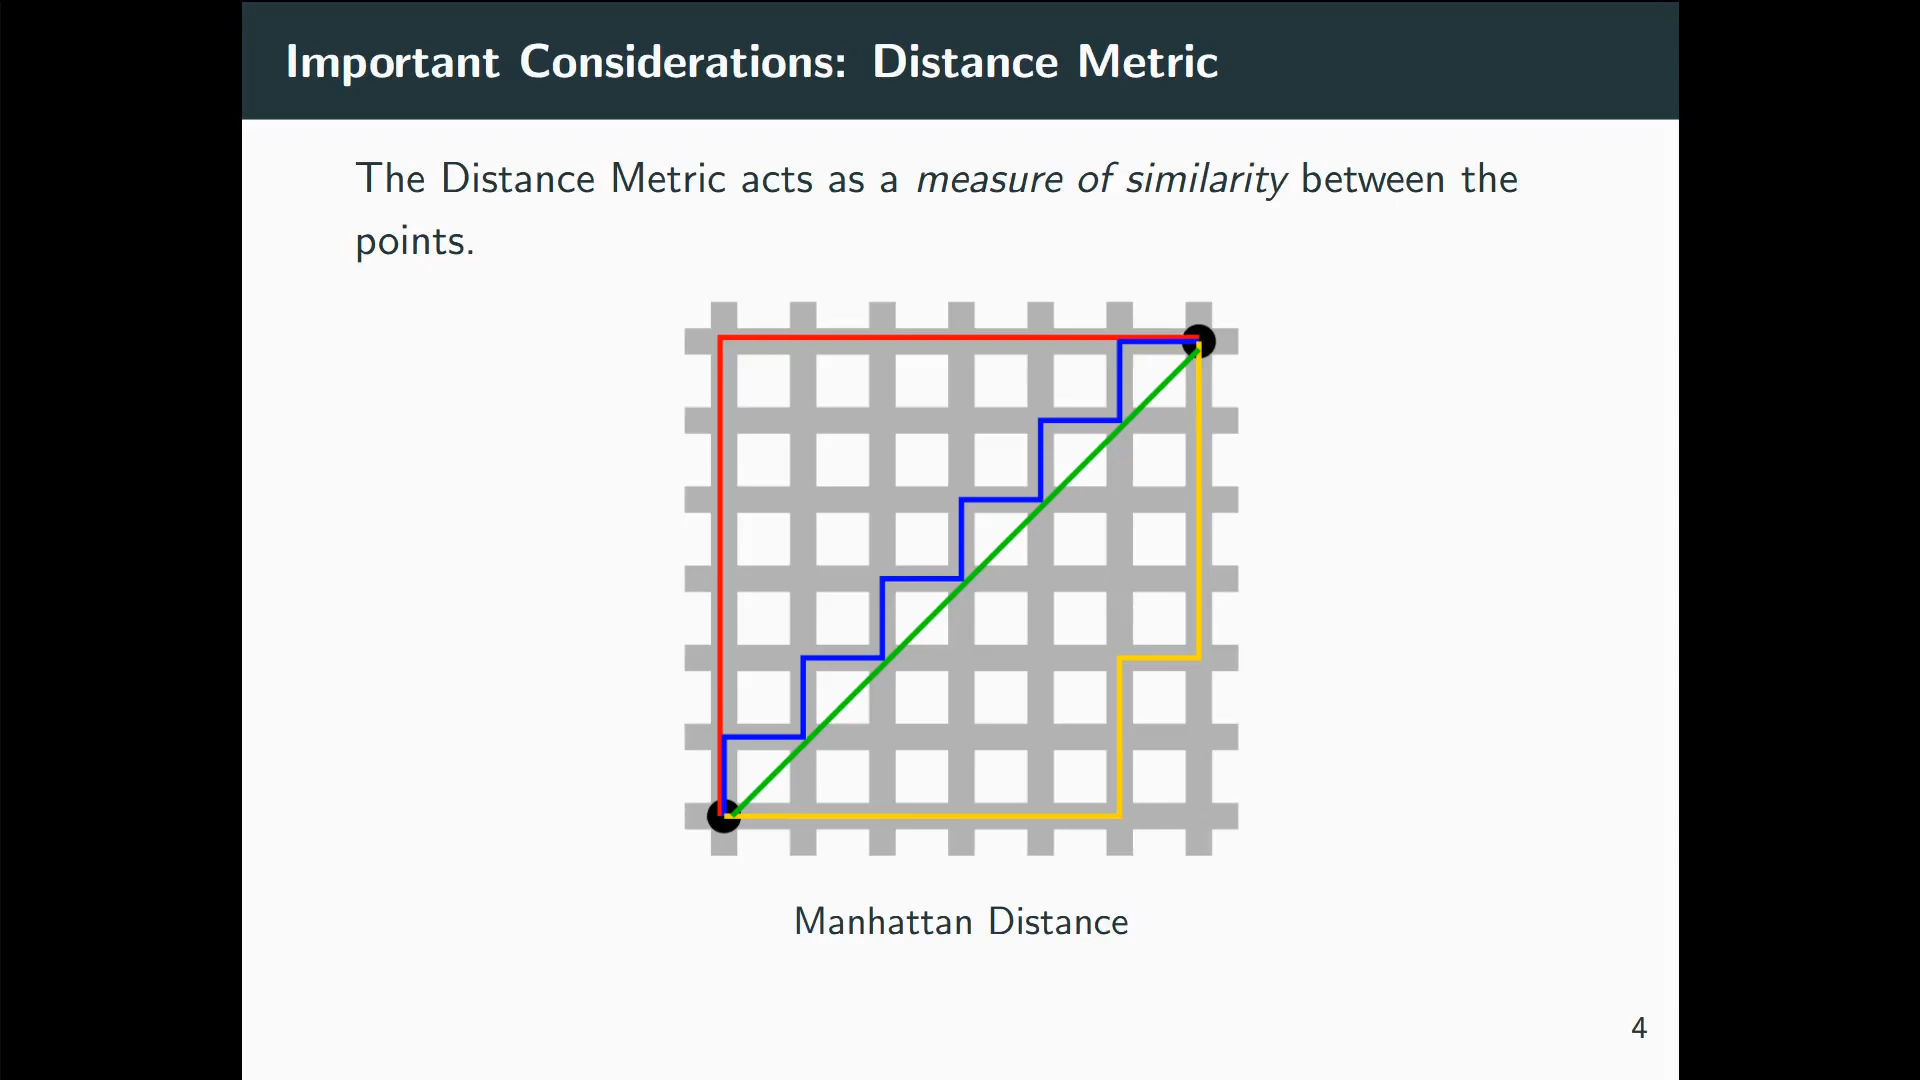 Important Considerations: Distance Metric
The Distance Metric acts as a measure of similarity between the
points.
Manhattan Distance
4